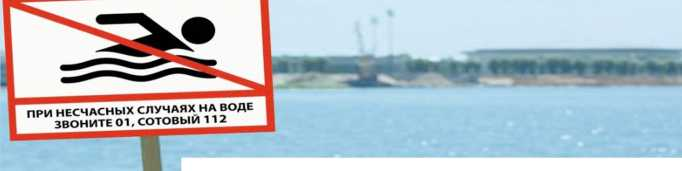 ПРИ НЕСЧАСНЫХ СЛУЧАЯХ НА ВОДЕ
ЗВОНИТЕ 01, СОТОВЫЙ 112